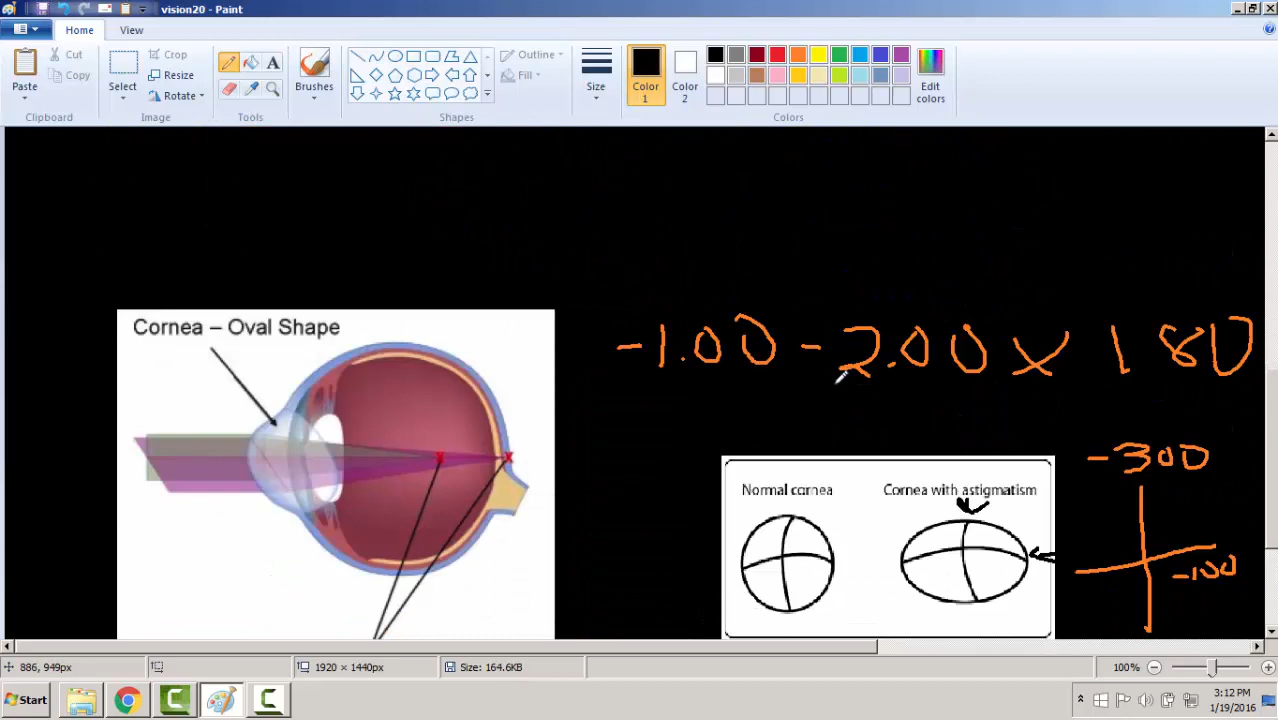 vision20 - Paint
Home View
Paste
Cut
Copy
Clipboard
Select
Crop
Resize
Rotate
Image
A
Tools
Brushes
Outline
Fill
Shapes
Size
Color 1
Color 2
Edit colors
Colors
Cornea – Oval Shape
-1.00 -2.00 x 180
-300
-100
Normal cornea
Cornea with astigmatism
x x
886, 949px
1920 × 1440px
Size: 164.6KB
100%
Start
3:12 PM
1/19/2016